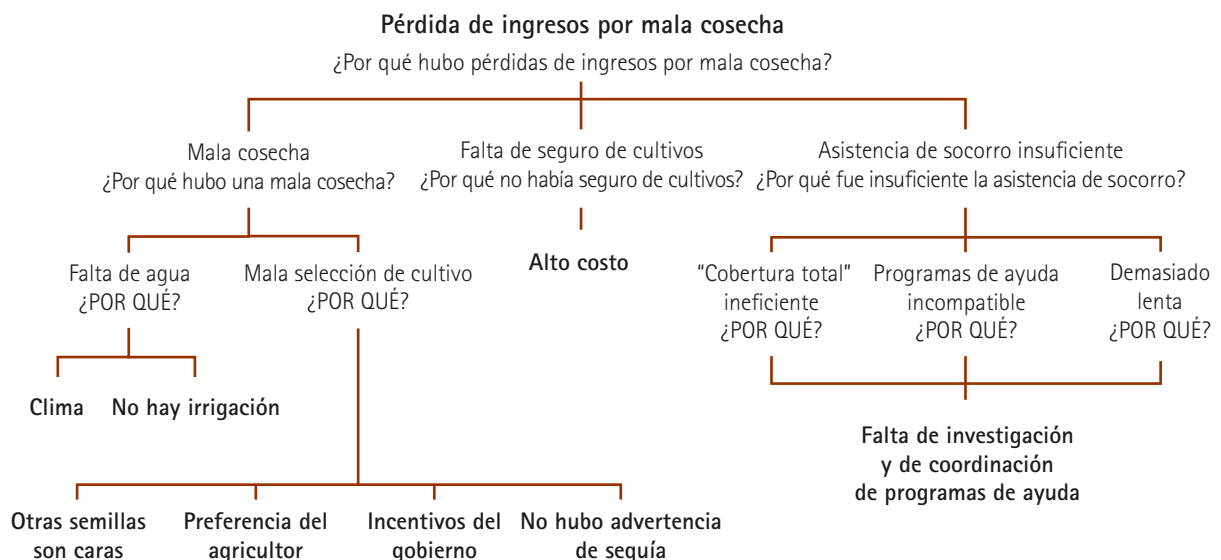 Pérdida de ingresos por mala cosecha
¿Por qué hubo pérdidas de ingresos por mala cosecha?
Mala cosecha
¿Por qué hubo una mala cosecha?
Falta de seguro de cultivos
¿Por qué no había seguro de cultivos?
Asistencia de socorro insuficiente
¿Por qué fue insuficiente la asistencia de socorro?
Falta de agua
¿POR QUÉ?
Mala selección de cultivo
¿POR QUÉ?
Alto costo
"Cobertura total"
ineficiente
¿POR QUÉ?
Programas de ayuda
incompatible
¿POR QUÉ?
Demasiado
lenta
¿POR QUÉ?
Clima
No hay irrigación
Falta de investigación
y de coordinación
de programas de ayuda
Otras semillas
son caras
Preferencia del
agricultor
Incentivos del
gobierno
No hubo advertencia
de sequía